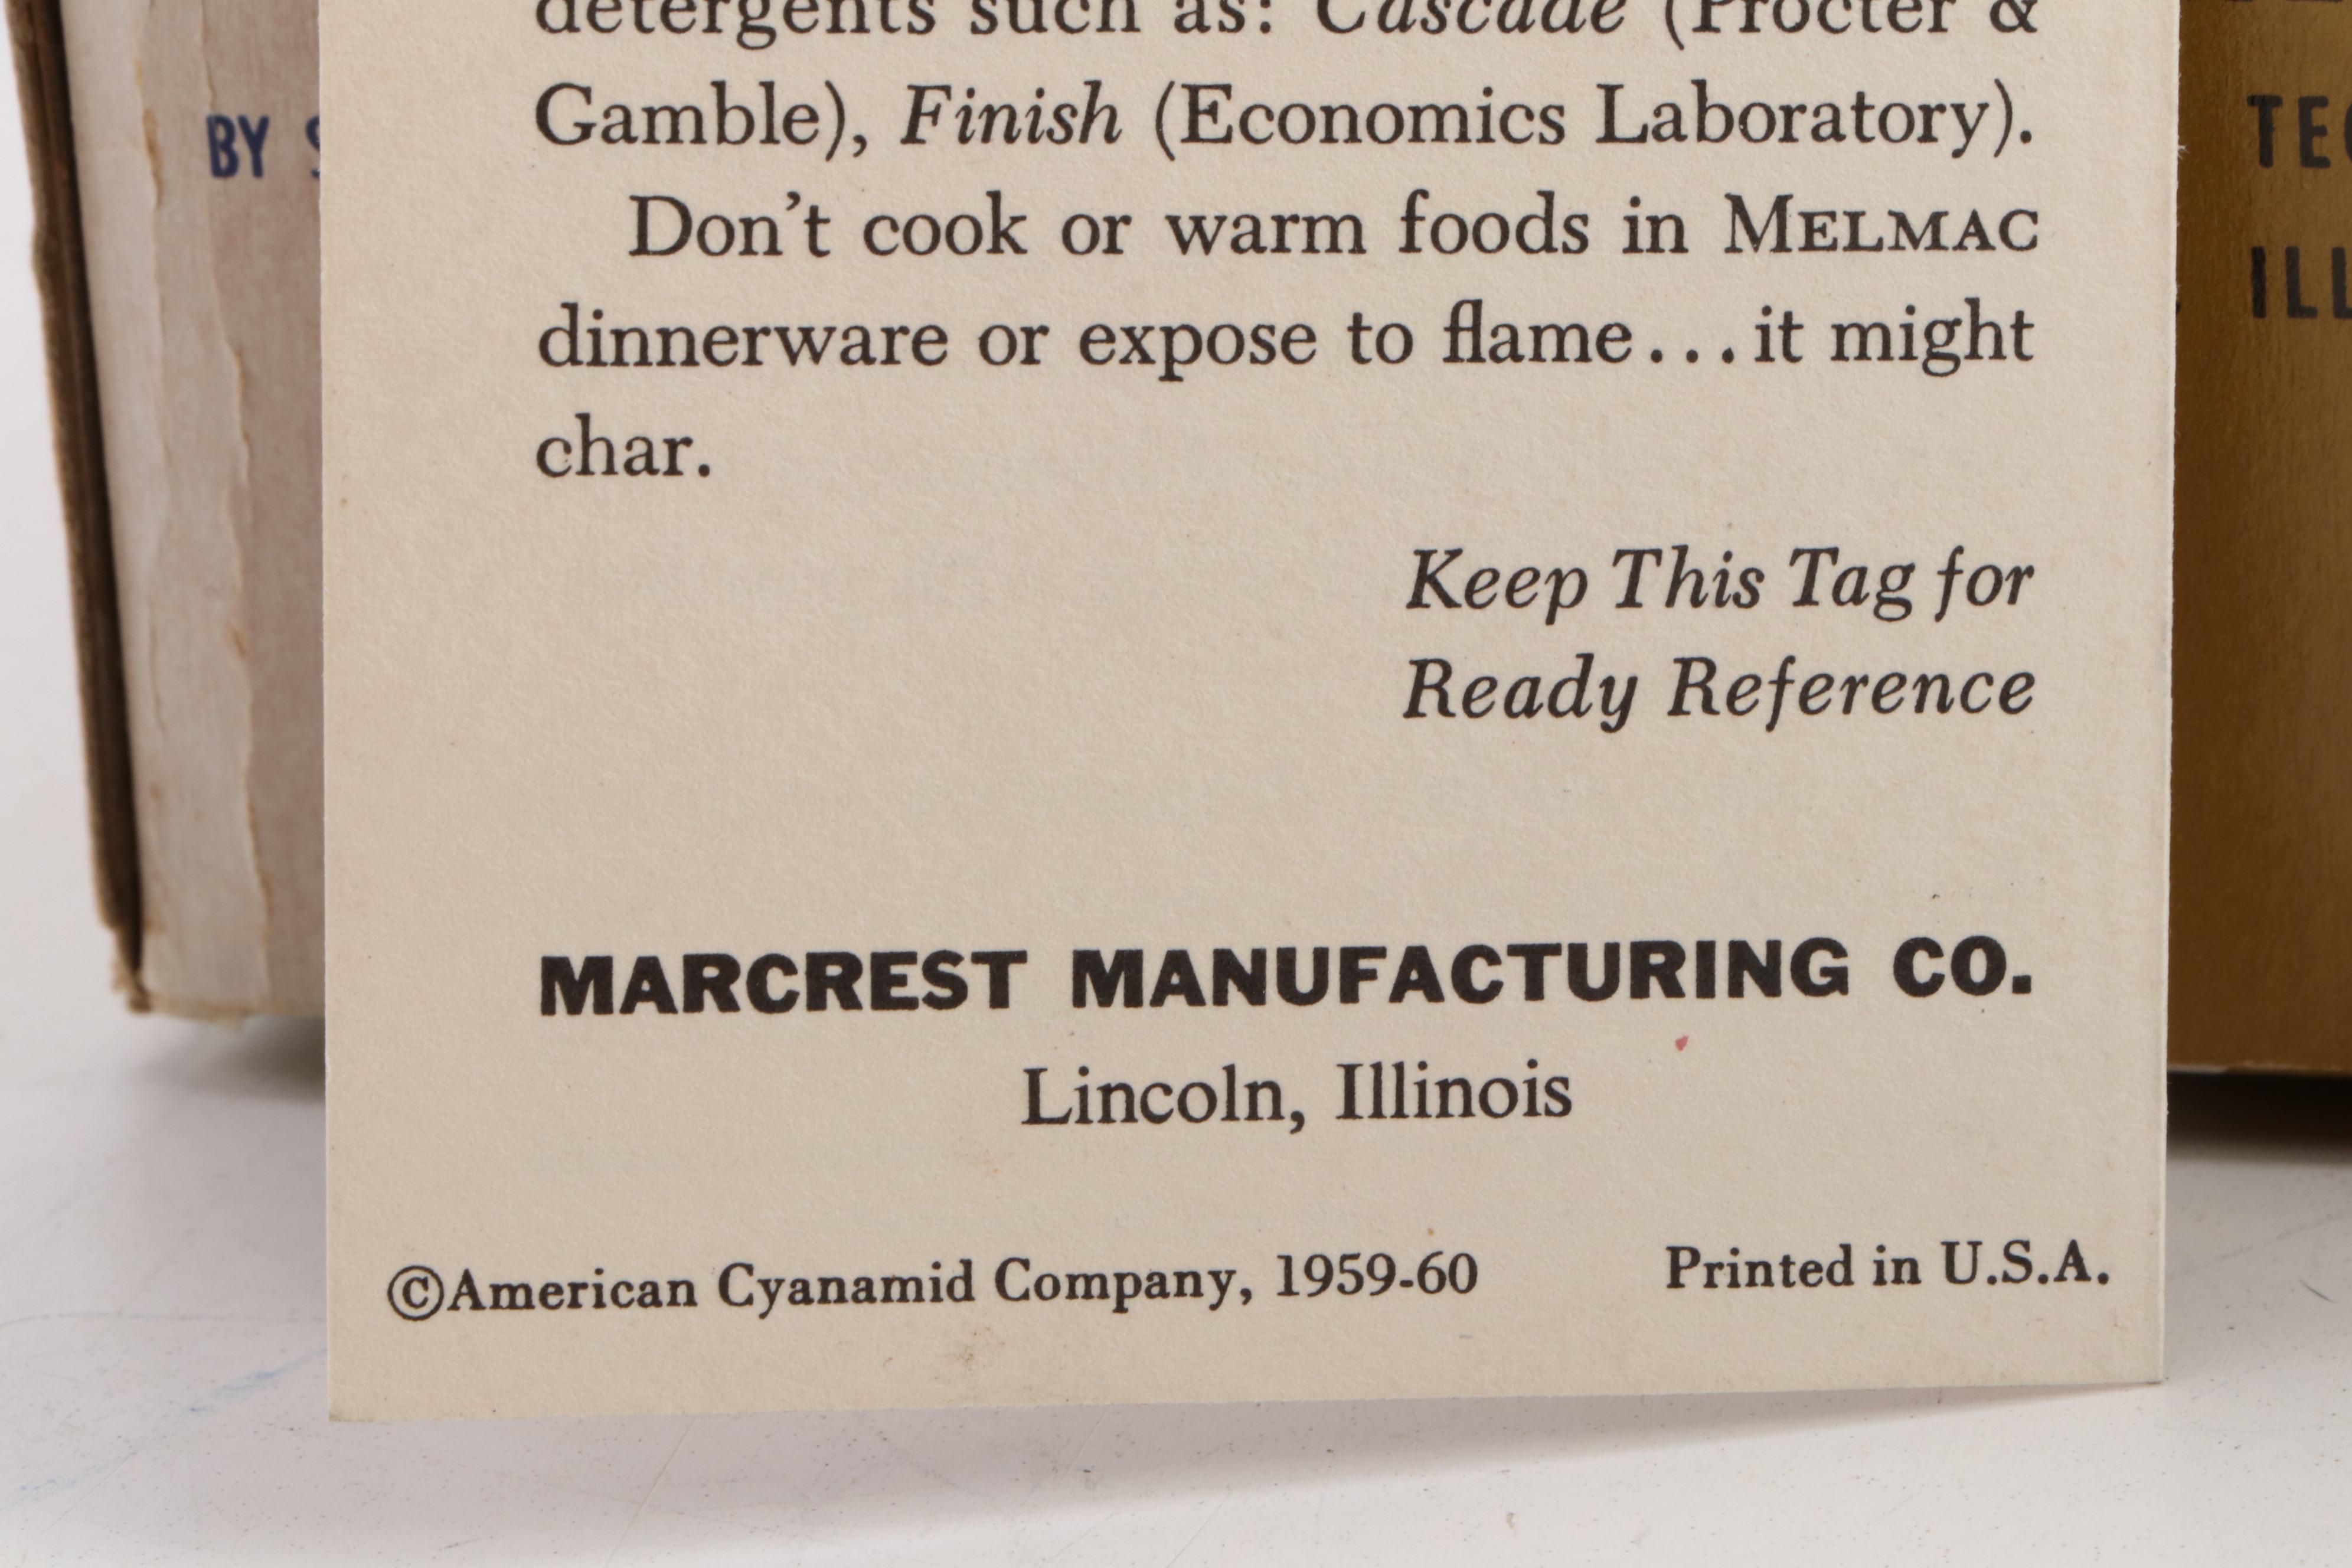 detergents such as: Cascade (Procter &
Gamble), Finish (Economics Laboratory).
Don't cook or warm foods in MELMAC
dinnerware or expose to flame...it might
char.
Keep This Tag for
Ready Reference
MARCREST MANUFACTURING CO.
Lincoln, Illinois
©American Cyanamid Company, 1959-60
Printed in U.S.A.
BY